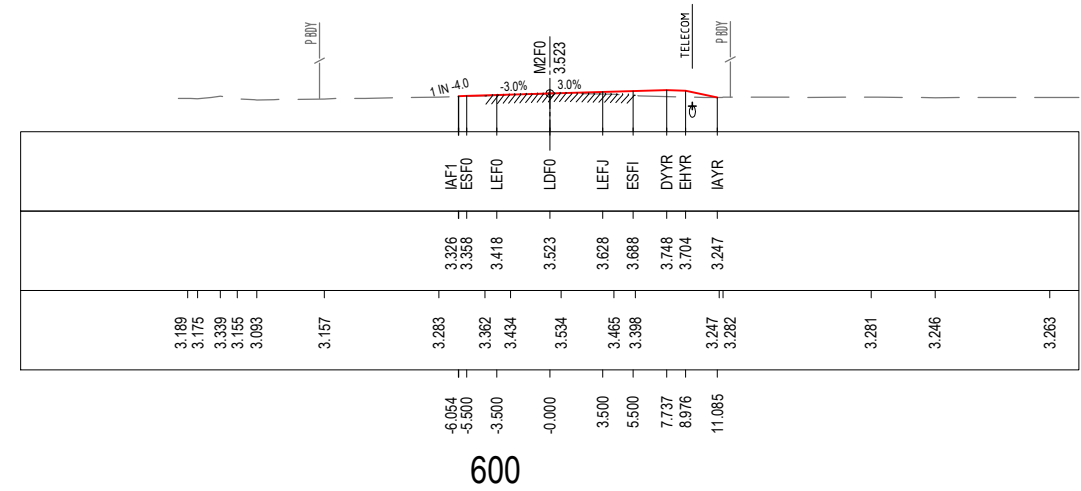 P BDY
TELECOM
P BDY
M2F0
3.523
1 IN -4.0
-3.0%
3.0%
IAF1
ESF0
LEF0
LDF0
LEFJ
ESFI
DYYR
EHYR
IAYR
3.326
3.358
3.418
3.523
3.628
3.688
3.748
3.704
3.247
3.189
3.175
3.339
3.155
3.093
3.157
3.283
3.362
3.434
3.534
3.465
3.398
3.247
3.282
3.281
3.246
3.263
-6.054
-5.500
-3.500
-0.000
3.500
5.500
7.737
8.976
11.085
600